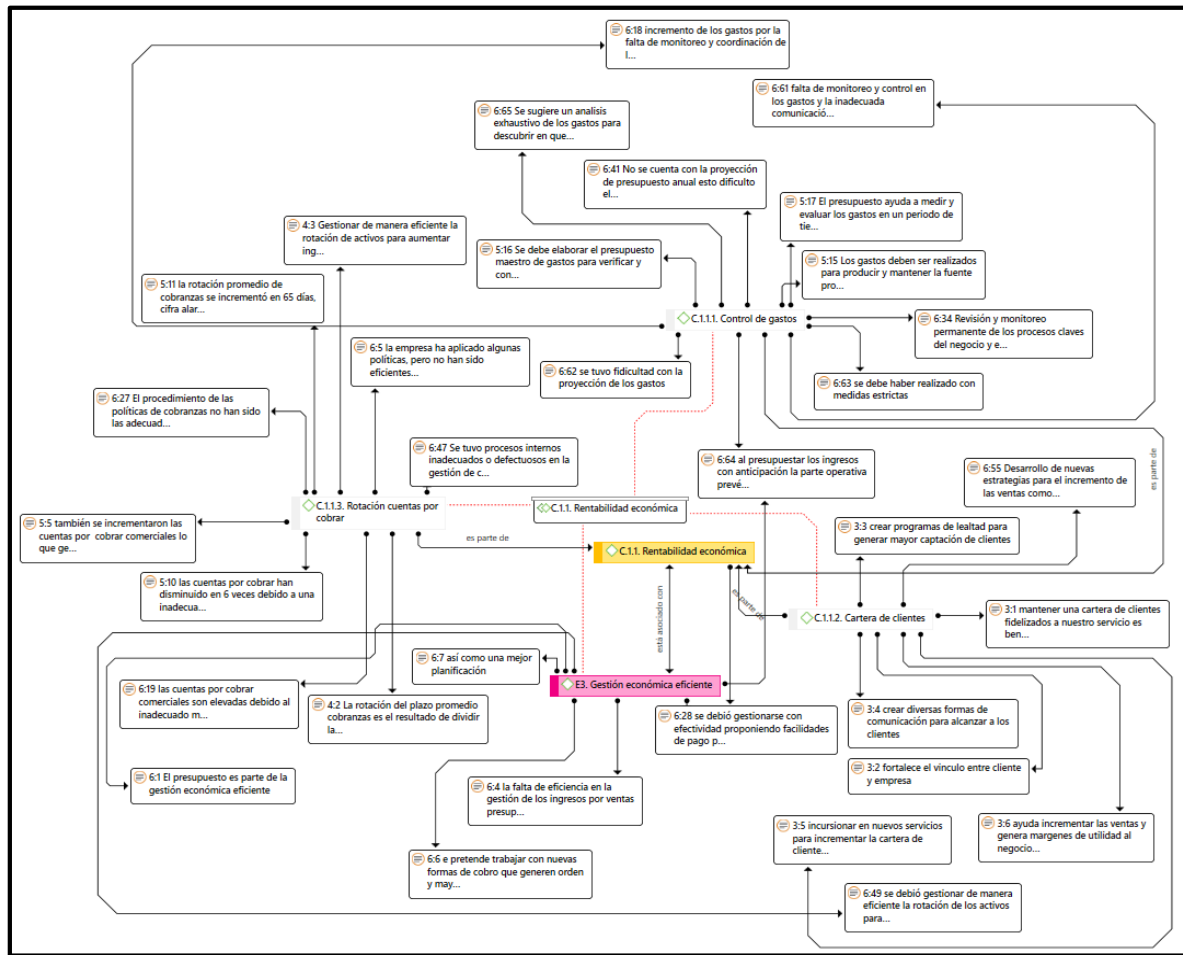 6:18 incremento de los gastos por la
falta de monitoreo y coordinación de
l...
6:61 falta de monitoreo y control en
los gastos y la inadecuada
comunicació...
6:65 Se sugiere un analisis
exhaustivo de los gastos para
descubrir en que...
6:41 No se cuenta con la proyección
de presupuesto anual esto dificulto
el...
5:17 El presupuesto ayuda a medir y
evaluar los gastos en un periodo de
tie...
4:3 Gestionar de manera eficiente la
rotación de activos para aumentar
ing...
5:16 Se debe elaborar el presupuesto
maestro de gastos para verificar y
con...
5:15 Los gastos deben ser realizados
para producir y mantener la fuente
pro...
5:11 la rotación promedio de
cobranzas se incrementó en 65 días,
cifra alar...
C.1.1.1. Control de gastos
6:34 Revisión y monitoreo
permanente de los procesos claves
del negocio y e...
6:5 la empresa ha aplicado algunas
políticas, pero no han sido
eficientes...
6:62 se tuvo fidicultad con la
proyección de los gastos
6:63 se debe haber realizado con
medidas estrictas
6:27 El procedimiento de las
políticas de cobranzas no han sido
las adecuad...
6:47 Se tuvo procesos internos
inadecuados o defectuosos en la
gestión de c...
6:64 al presupuestar los ingresos
con anticipación la parte operativa
prevé...
6:55 Desarrollo de nuevas
estrategias para el incremento de
las ventas como...
es parte de
C.1.1.3. Rotación cuentas por
cobrar
C.1.1. Rentabilidad económica
5:5 también se incrementaron las
cuentas por cobrar comerciales lo
que ge...
3:3 crear programas de lealtad para
generar mayor captación de clientes
es parte de
C.1.1. Rentabilidad económica
5:10 las cuentas por cobrar han
disminuido en 6 veces debido a una
inadecua...
está asociado con
es parte de
C.1.1.2. Cartera de clientes
3:1 mantener una cartera de clientes
fidelizados a nuestro servicio es
ben...
6:7 así como una mejor
planificación
E3. Gestión económica eficiente
6:19 las cuentas por cobrar
comerciales son elevadas debido al
inadecuado m...
4:2 La rotación del plazo promedio
cobranzas es el resultado de dividir
la...
6:28 se debió gestionarse con
efectividad proponiendo facilidades
de pago p...
3:4 crear diversas formas de
comunicación para alcanzar a los
clientes
3:2 fortalece el vinculo entre cliente
y empresa
6:1 El presupuesto es parte de la
gestión económica eficiente
6:4 la falta de eficiencia en la
gestión de los ingresos por ventas
presup...
3:5 incursionar en nuevos servicios
para incrementar la cartera de
cliente...
3:6 ayuda incrementar las ventas y
genera margenes de utilidad al
negocio...
6:6 e pretende trabajar con nuevas
formas de cobro que generen orden
y may...
6:49 se debió gestionar de manera
eficiente la rotación de los activos
para...